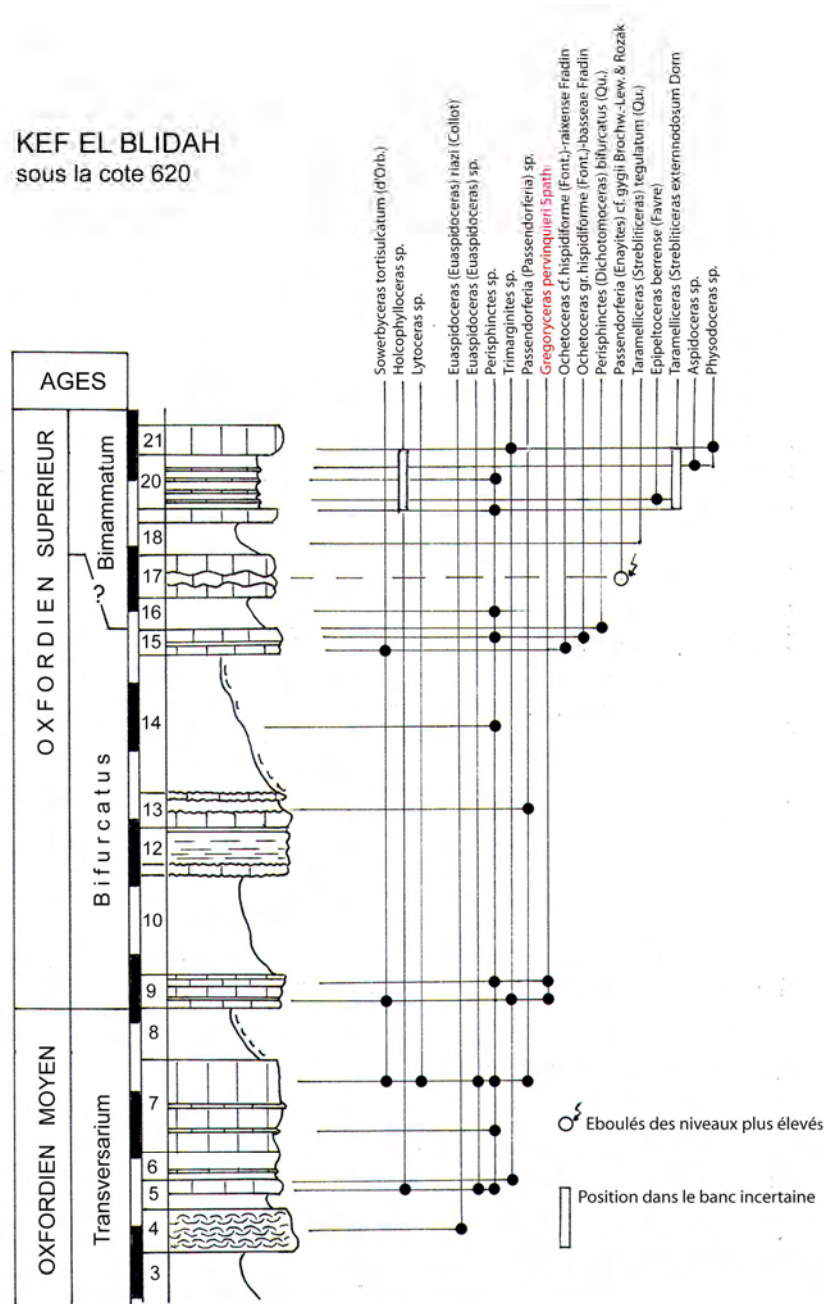 KEF EL BLIDAH
sous la cote 620
Sowerbyceras tortisulcatum (d'Orb.)
Holcophylloceras sp.
Lytoceras sp.
Euaspidoceras (Euaspidoceras) riazi (Collot)
Euaspidoceras (Euaspidoceras) sp.
Perisphinctes sp.
Trimarginites sp.
Passendorferia (Passendorferia) sp.
Gregoryceras pervinquieri Spath
Ochetoceras cf. hispidiforme (Font.)-raixense Fradin
Ochetoceras gr. hispidiforme (Font.)-basseae Fradin
Perisphinctes (Dichotomoceras) bifurcatus (Qu.)
Passendorferia (Enayites) cf. gygii Brochw.-Lew. & Rozak
Taramelliceras (Strebliticeras) tegulatum (Qu.)
Epipeltoceras berrense (Favre)
Taramelliceras (Strebliticeras externnodosum Dorn
Aspidoceras sp.
Physodoceras sp.
AGES
OXFORDIEN SUPERIEUR
OXFORDIEN MOYEN
Bimammatum
?
Bifurcatus
Transversarium
21
20
18
17
16
15
14
13
12
10
9
8
7
6
5
4
3
Eboulés des niveaux plus élevés
Position dans le banc incertaine